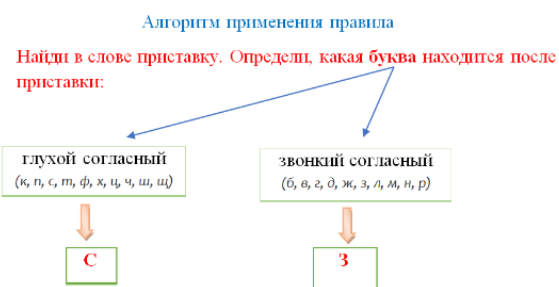 Алгоритм применения правила
Найди в слове приставку. Определи, какая буква находится после
приставки:
глухой согласный
(к, п, с, т, ф, х, ц, ч, ш, щ)
звонкий согласный
(б, в, г, д, ж, з, л, м, н, р)
С
З